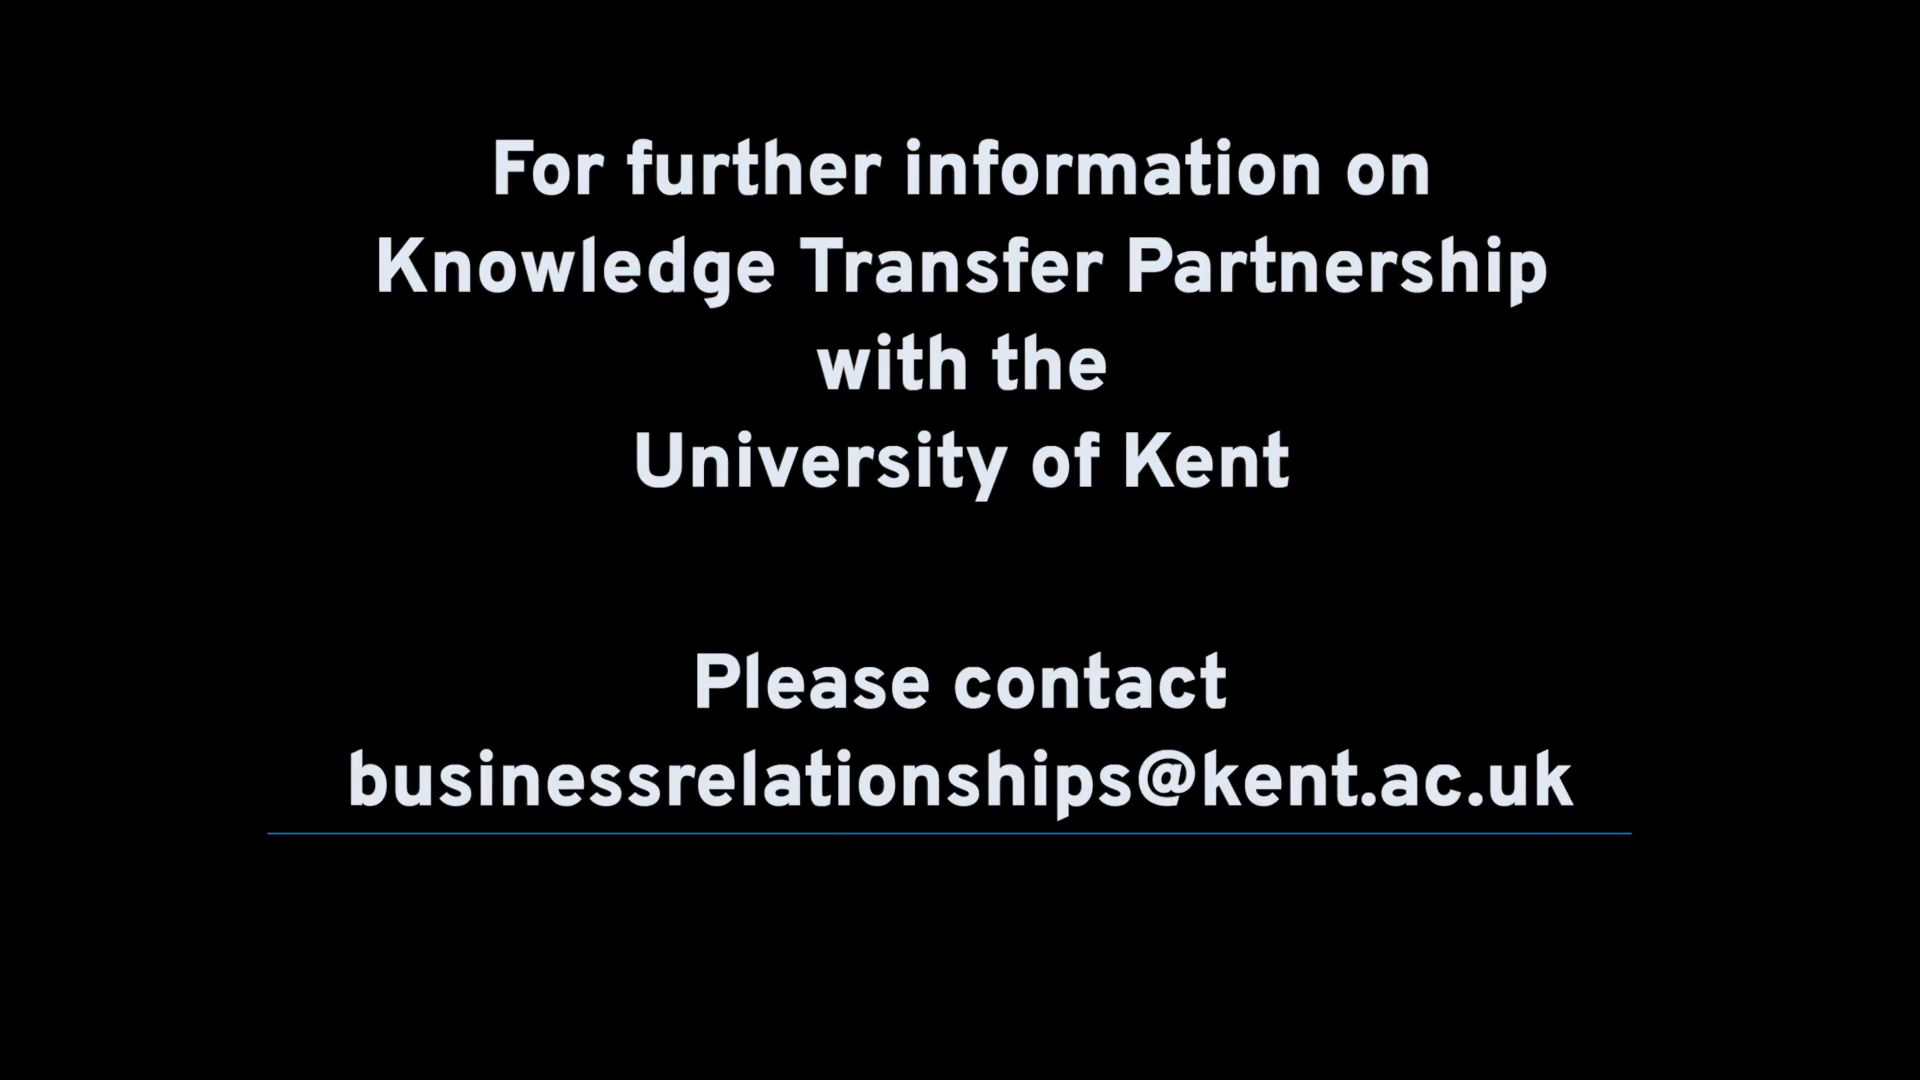 For further information on
Knowledge Transfer Partnership
with the
University of Kent
Please contact
businessrelationships@kent.ac.uk